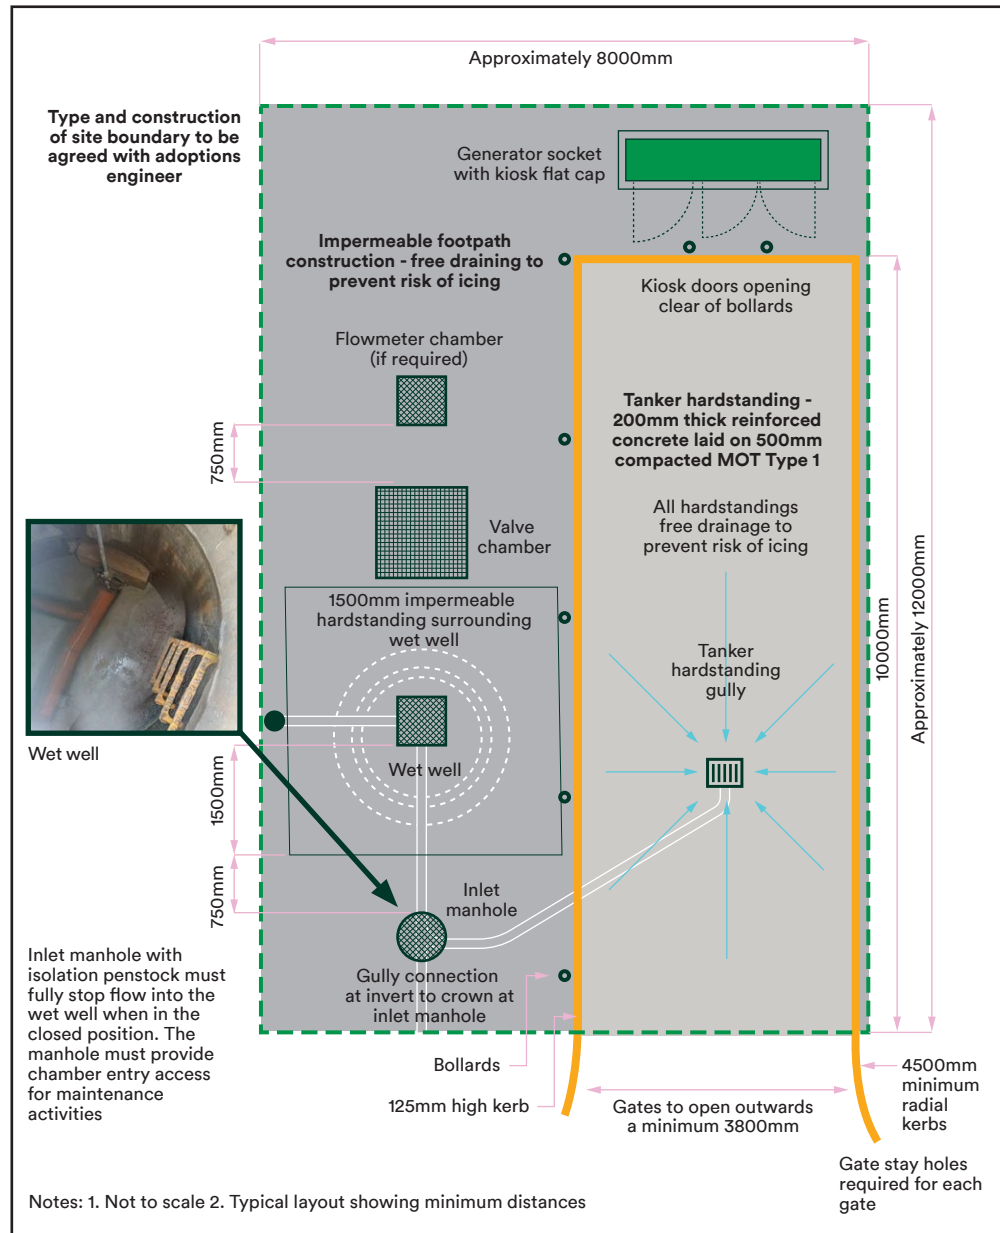 Approximately 8000mm
Type and construction
of site boundary to be
agreed with adoptions
engineer
Generator socket
with kiosk flat cap
Impermeable footpath
construction - free draining to
prevent risk of icing
Kiosk doors opening
clear of bollards
Flowmeter chamber
(if required)
750mm
Tanker hardstanding -
200mm thick reinforced
concrete laid on 500mm
compacted MOT Type 1
All hardstandings
free drainage to
prevent risk of icing
Valve
chamber
1500mm impermeable
hardstanding surrounding
wet well
Tanker
hardstanding
gully
10000mm
Approximately 12000mm
Wet well
Wet well
1500mm
750mm
Inlet
manhole
Inlet manhole with
isolation penstock must
fully stop flow into the
wet well when in the
closed position. The
manhole must provide
chamber entry access
for maintenance
activities
Gully connection
at invert to crown at
inlet manhole
Bollards
125mm high kerb
Gates to open outwards
a minimum 3800mm
4500mm
minimum
radial
kerbs
Gate stay holes
required for each
gate
Notes: 1. Not to scale 2. Typical layout showing minimum distances